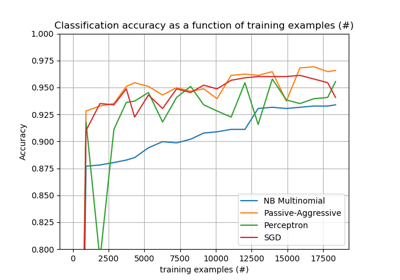 Classification accuracy as a function of training examples (#)
1.000
0.975
0.950
0.925
0.900
0.875
0.850
0.825
0.800
Accuracy
NB Multinomial
Passive-Aggressive
Perceptron
SGD
0 2500 5000 7500 10000 12500 15000 17500
training examples (#)